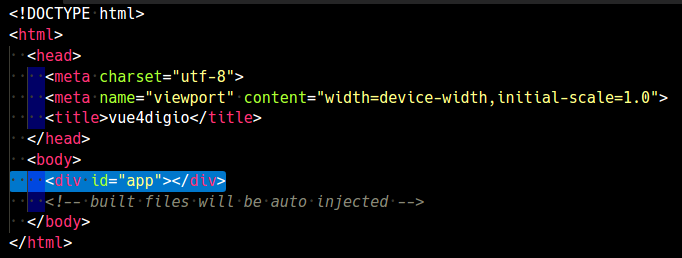 <!DOCTYPE html>
<html>
  <head>
    <meta charset="utf-8">
    <meta name="viewport" content="width=device-width,initial-scale=1.0">
    <title>vue4digio</title>
  </head>
  <body>
    <div id="app"></div>
    <!-- built files will be auto injected -->
  </body>
</html>